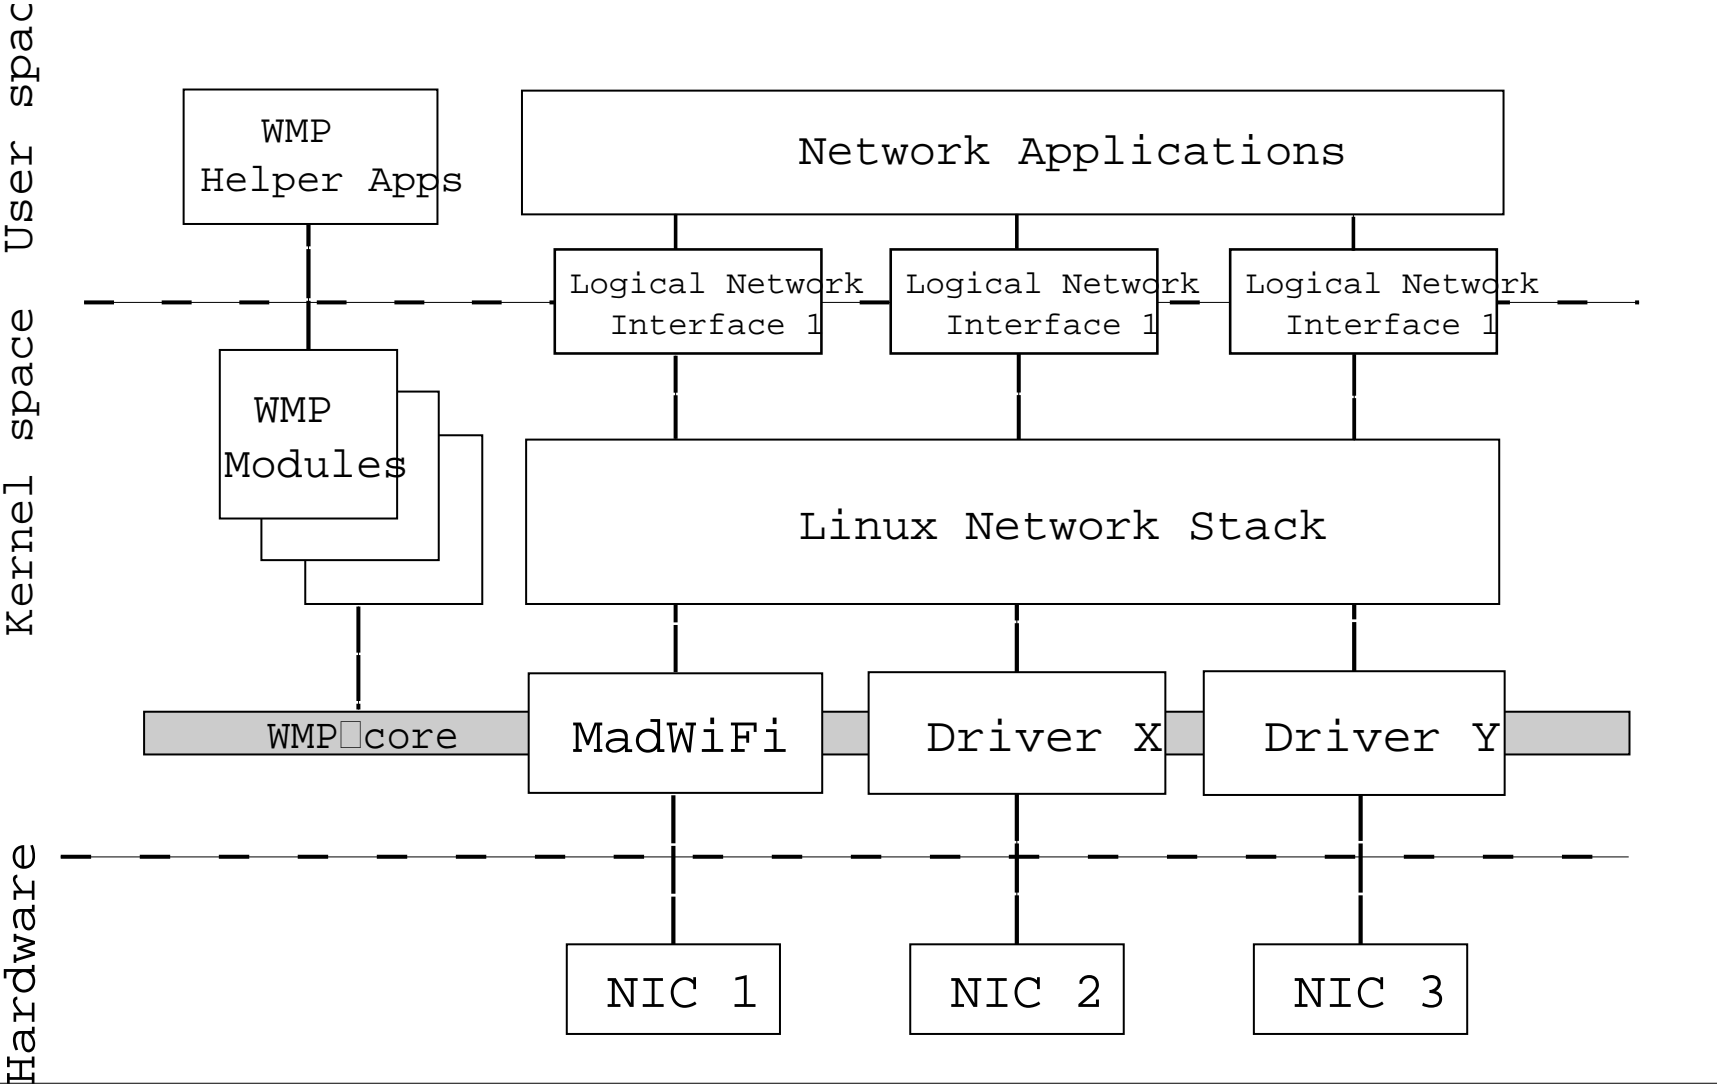 User spac
WMP
Helper Apps
Network Applications
Logical Network
Interface 1
Logical Network
Interface 1
Logical Network
Interface 1
Kernel space
WMP
Modules
Linux Network Stack
WMP□core
MadWiFi
Driver X
Driver Y
Hardware
NIC 1
NIC 2
NIC 3